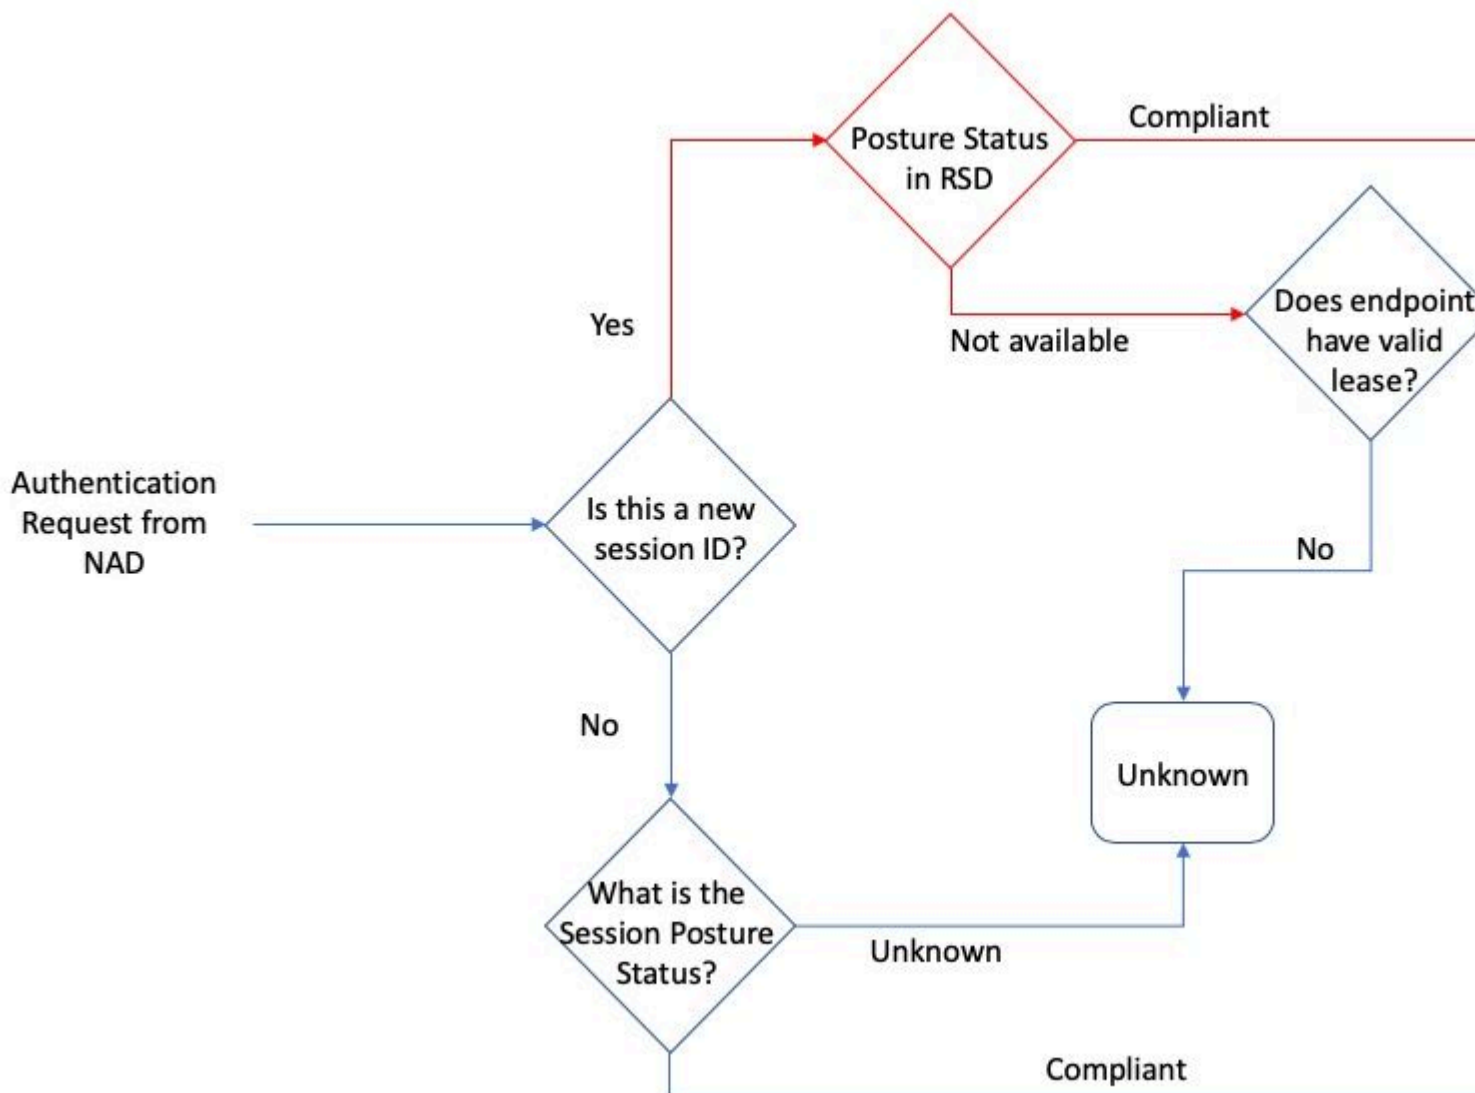 Compliant
Posture Status
in RSD
Does endpoint
have valid
lease?
Yes
Not available
Authentication
Request from
NAD
Is this a new
session ID?
No
No
Unknown
What is the
Session Posture
Status?
Unknown
Compliant